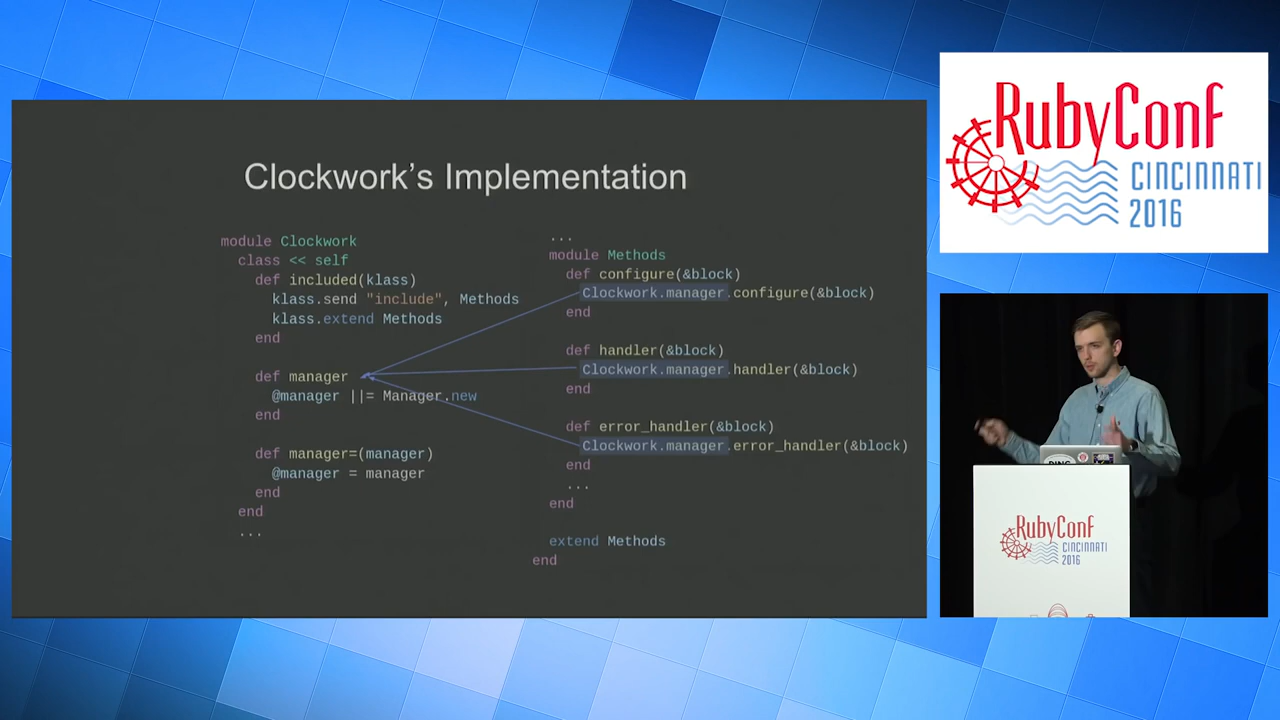 Clockwork's Implementation
module Clockwork
class << self
def included(klass)
klass.send "include", Methods
klass.extend Methods
end
def manager
@manager ||= Manager.new
end
def manager=(manager)
@manager = manager
end
end
...
...
module Methods
def configure(&block)
Clockwork.manager.configure(&block)
end
def handler(&block)
Clockwork.manager.handler(&block)
end
def error_handler(&block)
Clockwork.manager.error_handler(&block)
end
...
end
extend Methods
end
RubyConf
CINCINNATI
2016
RubyConf
CINCINNATI
2016